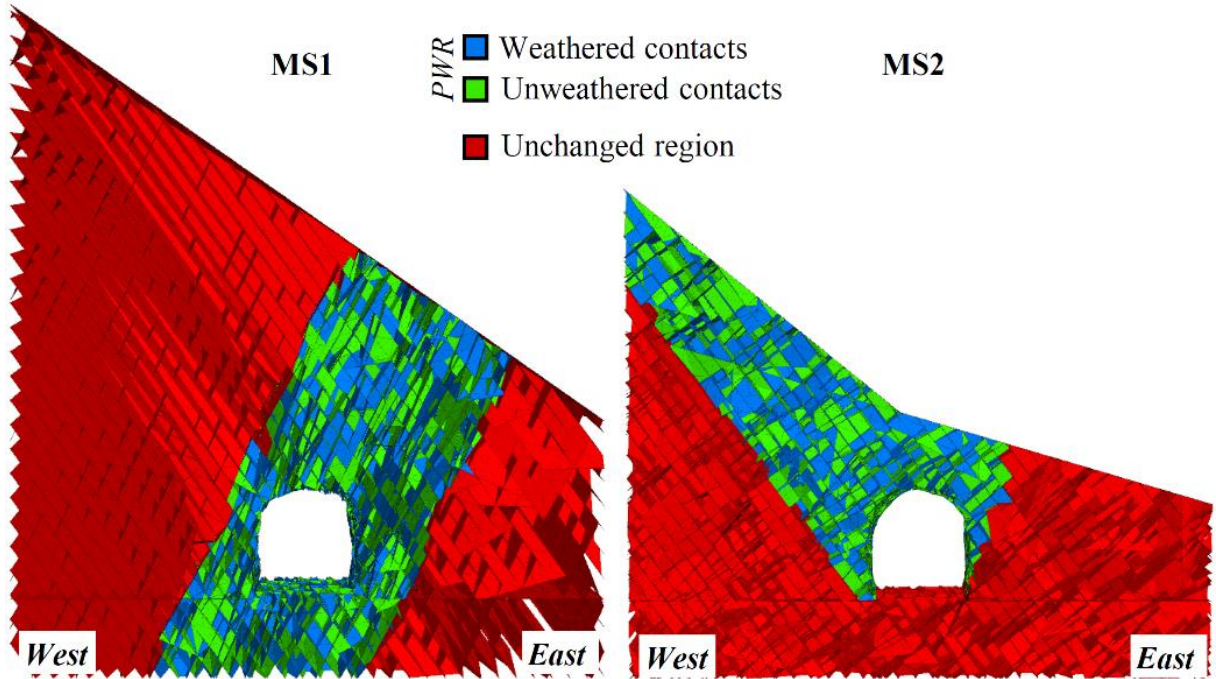 MS1
PWR
Weathered contacts
Unweathered contacts
Unchanged region
MS2
West
East
West
East